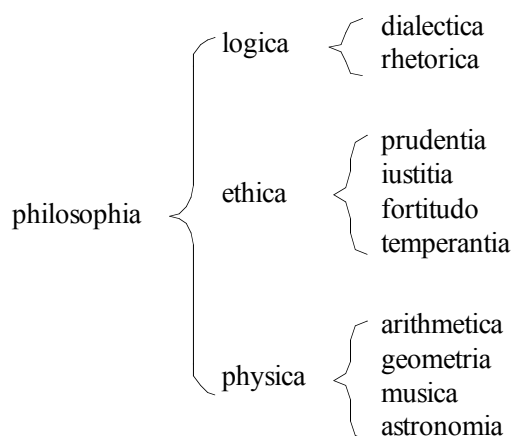 philosophia
logica
dialectica
rhetorica
ethica
prudentia
iustitia
fortitudo
temperantia
physica
arithmetica
geometria
musica
astronomia